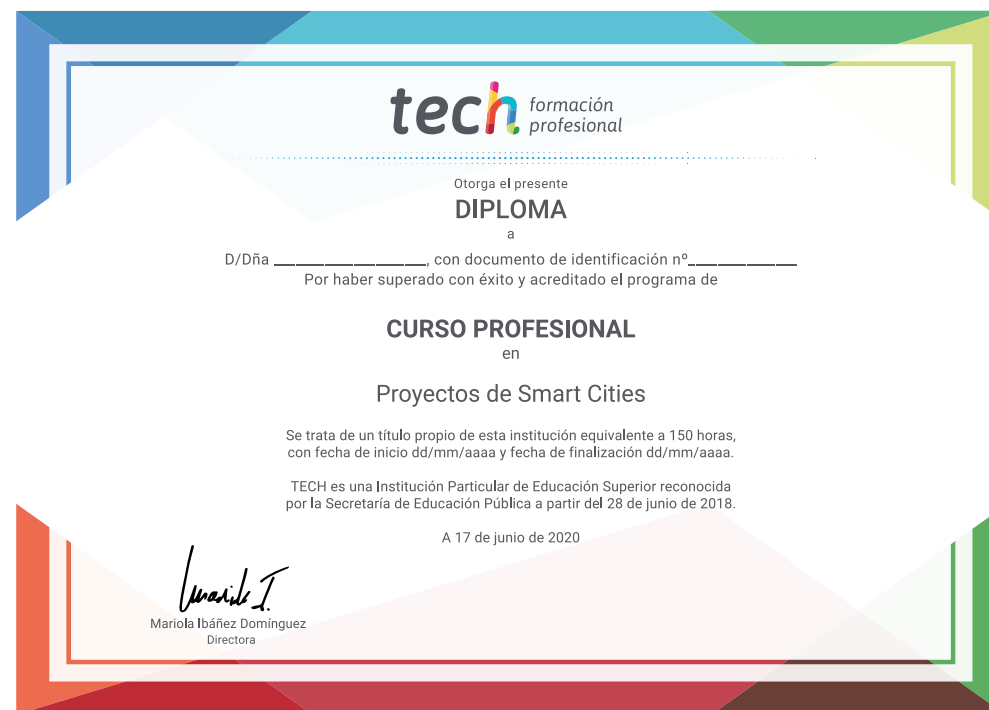 tech formación
profesional
Otorga el presente
DIPLOMA
a
D/Dña ______________, con documento de identificación nº__________
Por haber superado con éxito y acreditado el programa de
CURSO PROFESIONAL
en
Proyectos de Smart Cities
Se trata de un título propio de esta institución equivalente a 150 horas,
con fecha de inicio dd/mm/aaaa y fecha de finalización dd/mm/aaaa.
TECH es una Institución Particular de Educación Superior reconocida
por la Secretaría de Educación Pública a partir del 28 de junio de 2018.
A 17 de junio de 2020
Mariola Ibáñez Domínguez
Directora